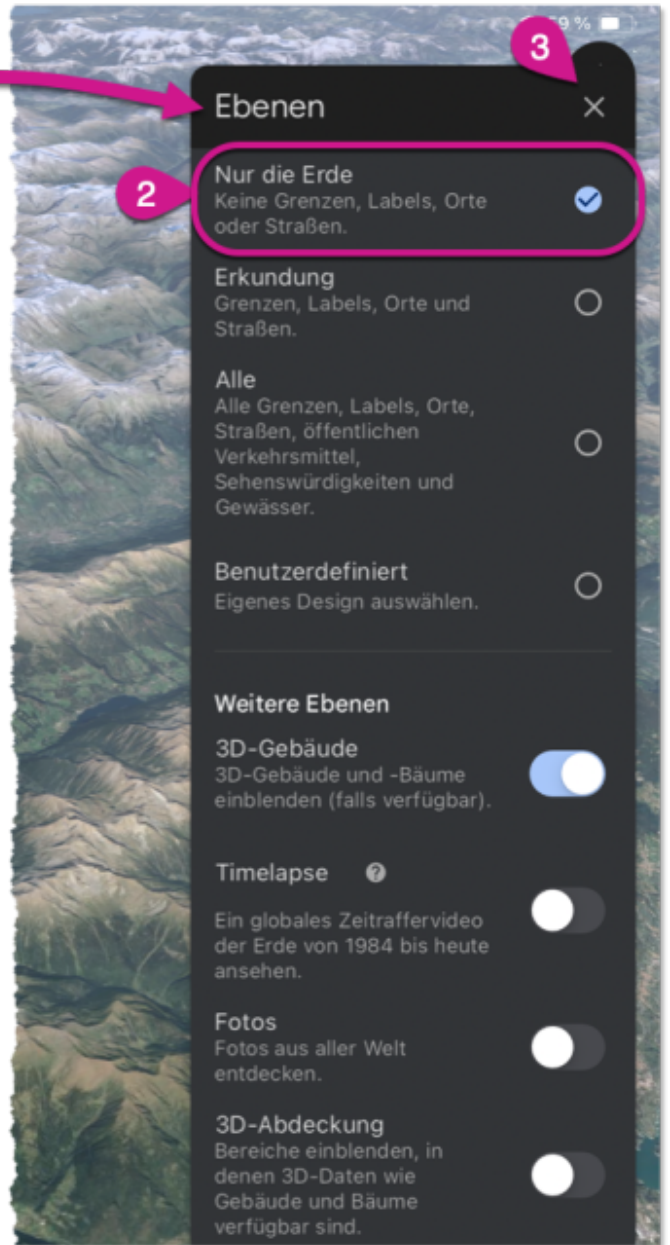 9 %
3
Ebenen
2
Nur die Erde
Keine Grenzen, Labels, Orte
oder Straßen.
Erkundung
Grenzen, Labels, Orte und
Straßen.
Alle
Alle Grenzen, Labels, Orte,
Straßen, öffentlichen
Verkehrsmittel,
Sehenswürdigkeiten und
Gewässer.
Benutzerdefiniert
Eigenes Design auswählen.
Weitere Ebenen
3D-Gebäude
3D-Gebäude und -Bäume
einblenden (falls verfügbar).
Timelapse ?
Ein globales Zeitraffervideo
der Erde von 1984 bis heute
ansehen.
Fotos
Fotos aus aller Welt
entdecken.
3D-Abdeckung
Bereiche einblenden, in
denen 3D-Daten wie
Gebäude und Bäume
verfügbar sind.